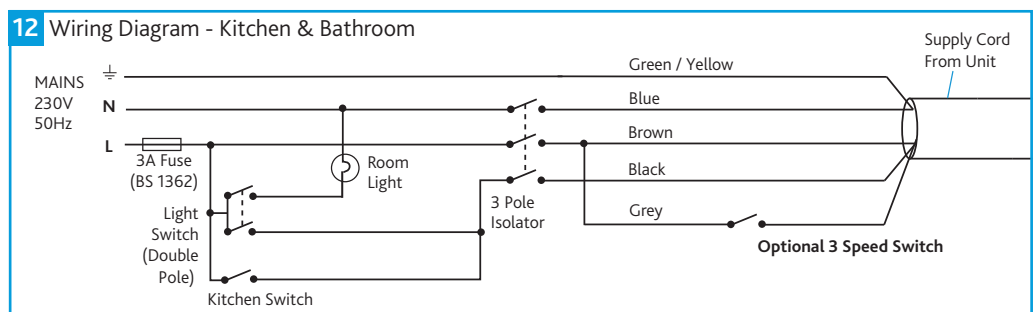 12 Wiring Diagram - Kitchen & Bathroom
Supply Cord
From Unit
MAINS
230V
50Hz
N
L
Green / Yellow
Blue
Brown
Black
Grey
3A Fuse
(BS 1362)
Room
Light
3 Pole
Isolator
Light
Switch
(Double
Pole)
Optional 3 Speed Switch
Kitchen Switch